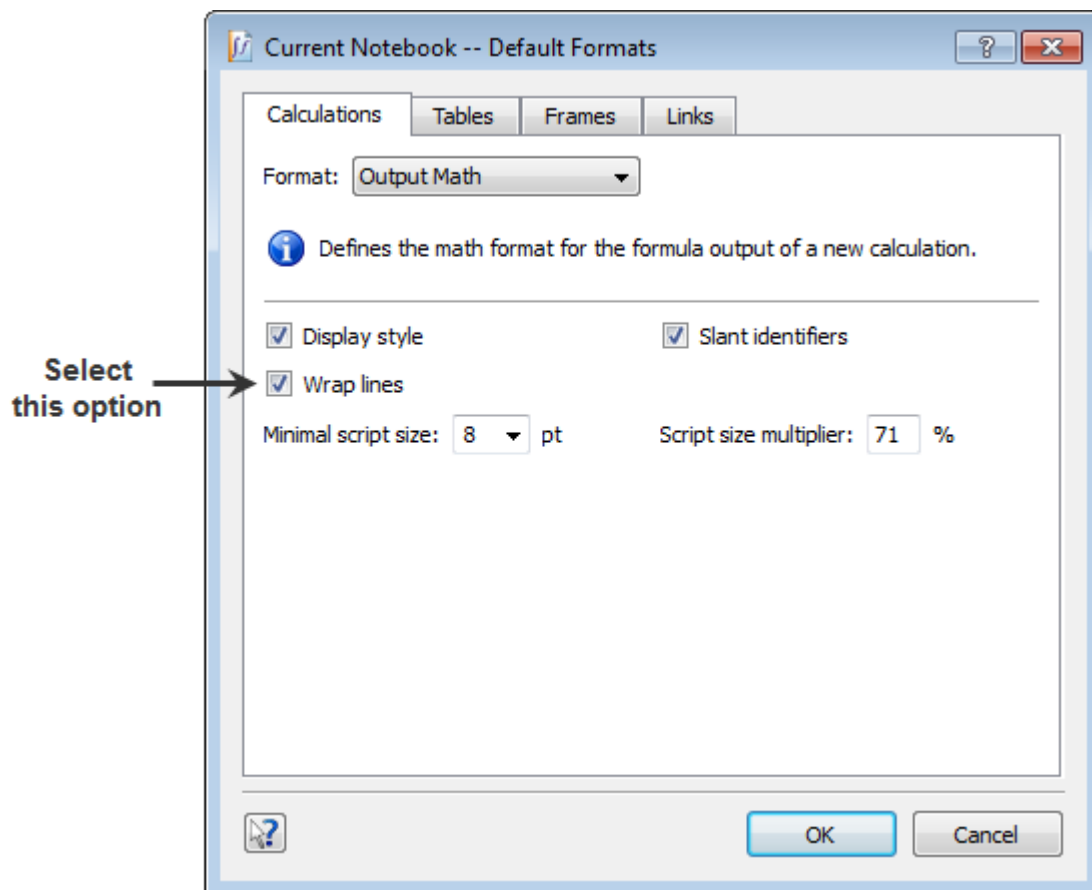 Current Notebook -- Default Formats
Calculations Tables Frames Links
Format: Output Math
Defines the math format for the formula output of a new calculation.
Display style Slant identifiers
Select
this option
Wrap lines
Minimal script size: 8 pt Script size multiplier: 71 %
OK Cancel